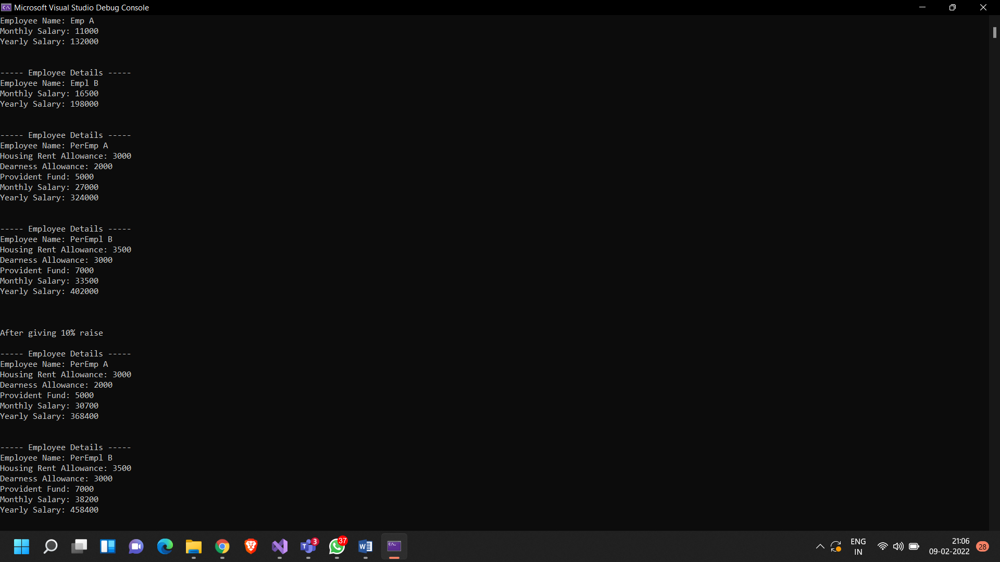 Microsoft Visual Studio Debug Console
Employee Name: Emp A
Monthly Salary: 11000
Yearly Salary: 132000
----- Employee Details -----
Employee Name: Empl B
Monthly Salary: 16500
Yearly Salary: 198000
----- Employee Details -----
Employee Name: PerEmp A
Housing Rent Allowance: 3000
Dearness Allowance: 2000
Provident Fund: 5000
Monthly Salary: 27000
Yearly Salary: 324000
----- Employee Details -----
Employee Name: PerEmpl B
Housing Rent Allowance: 3500
Dearness Allowance: 3000
Provident Fund: 7000
Monthly Salary: 33500
Yearly Salary: 402000
After giving 10% raise
----- Employee Details -----
Employee Name: PerEmp A
Housing Rent Allowance: 3000
Dearness Allowance: 2000
Provident Fund: 5000
Monthly Salary: 30700
Yearly Salary: 368400
----- Employee Details -----
Employee Name: PerEmpl B
Housing Rent Allowance: 3500
Dearness Allowance: 3000
Provident Fund: 7000
Monthly Salary: 38200
Yearly Salary: 458400
3
37
ENG
IN
21:06
09-02-2022
28